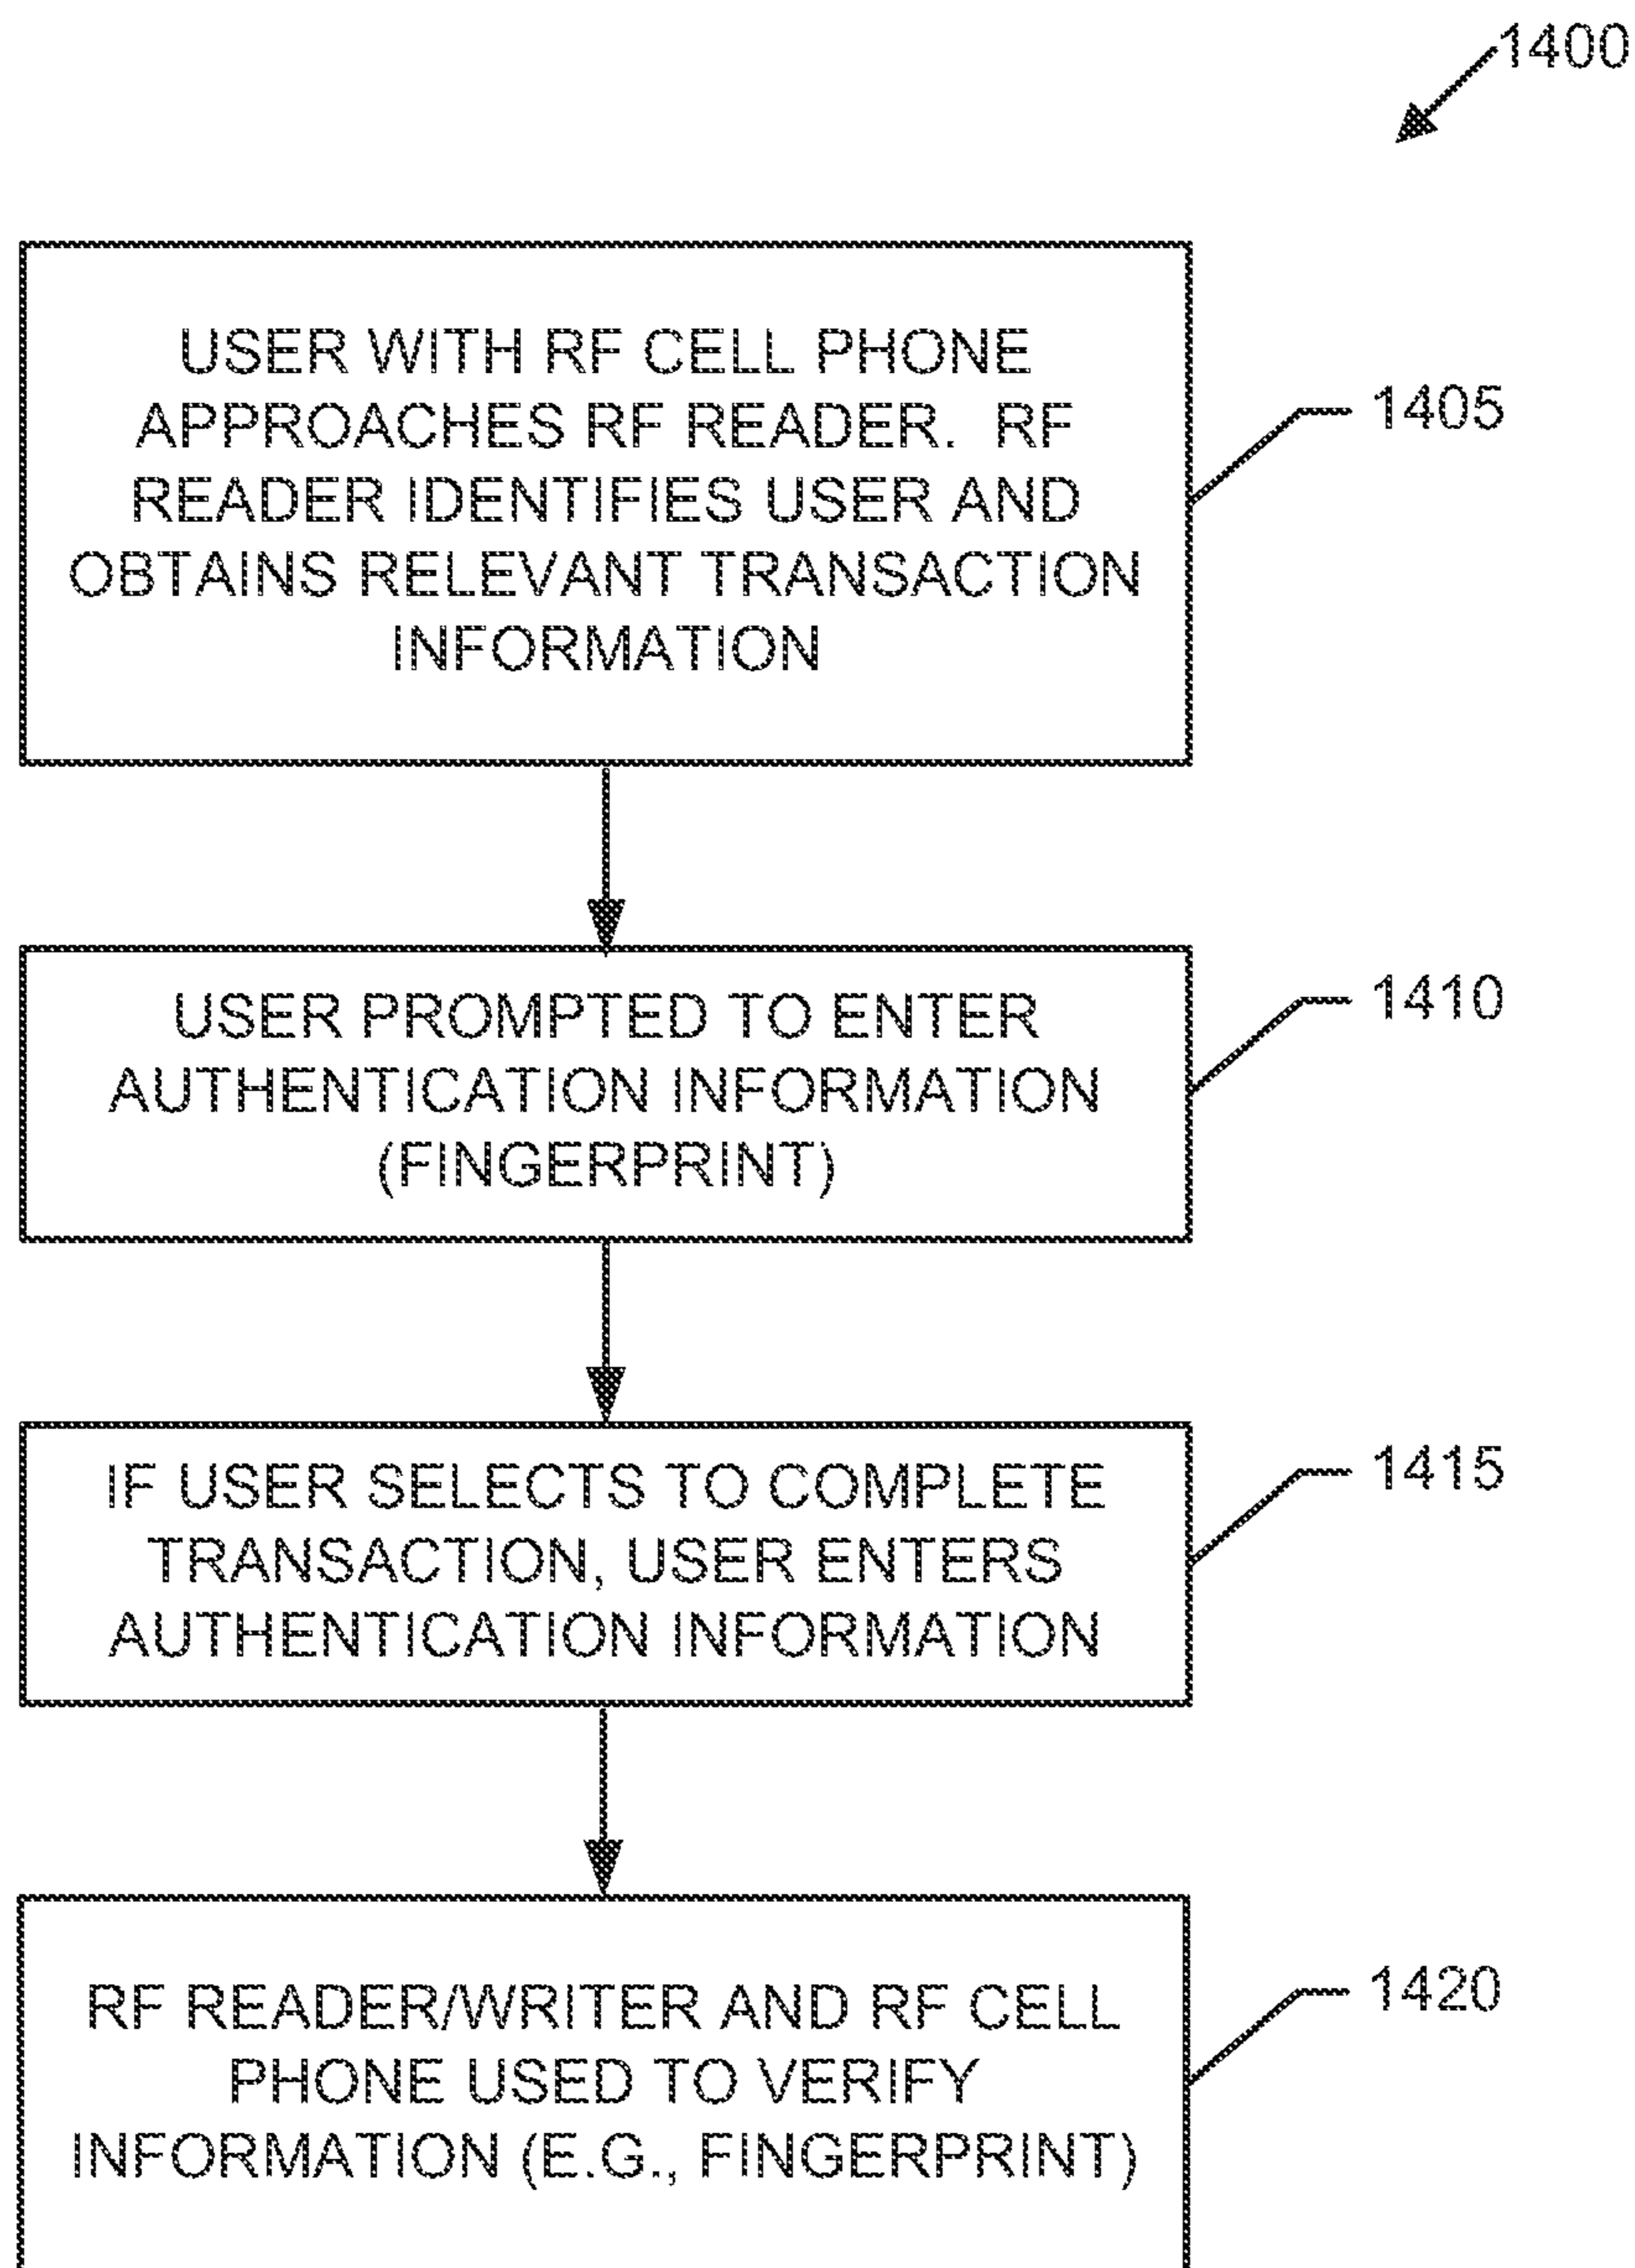 1400
USER WITH RF CELL PHONE
APPROACHES RF READER. RF
READER IDENTIFIES USER AND
OBTAINS RELEVANT TRANSACTION
INFORMATION
1405
USER PROMPTED TO ENTER
AUTHENTICATION INFORMATION
(FINGERPRINT)
1410
IF USER SELECTS TO COMPLETE
TRANSACTION, USER ENTERS
AUTHENTICATION INFORMATION
1415
RF READER/WRITER AND RF CELL
PHONE USED TO VERIFY
INFORMATION (E.G., FINGERPRINT)
1420